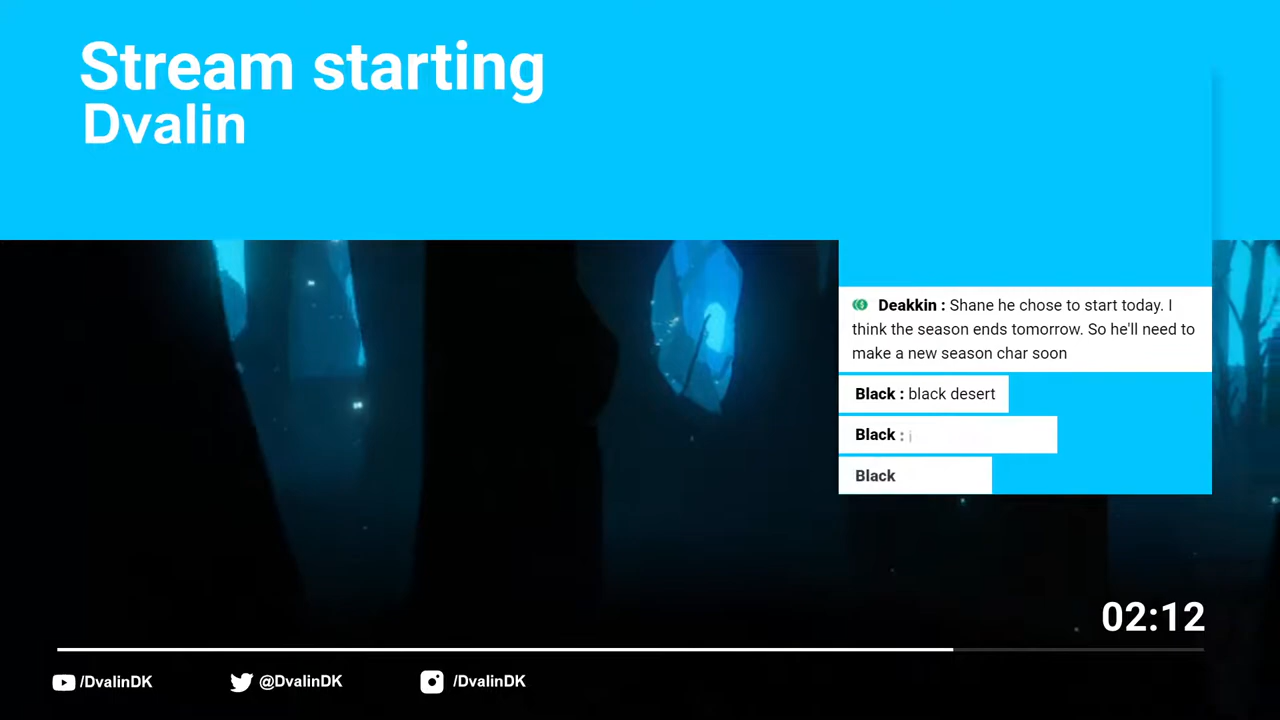 Stream starting
Dvalin
Deakkin : Shane he chose to start today. I
think the season ends tomorrow. So he'll need to
make a new season char soon
Black : black desert
Black :
Black
02:12
/DvalinDK
@DvalinDK
/DvalinDK